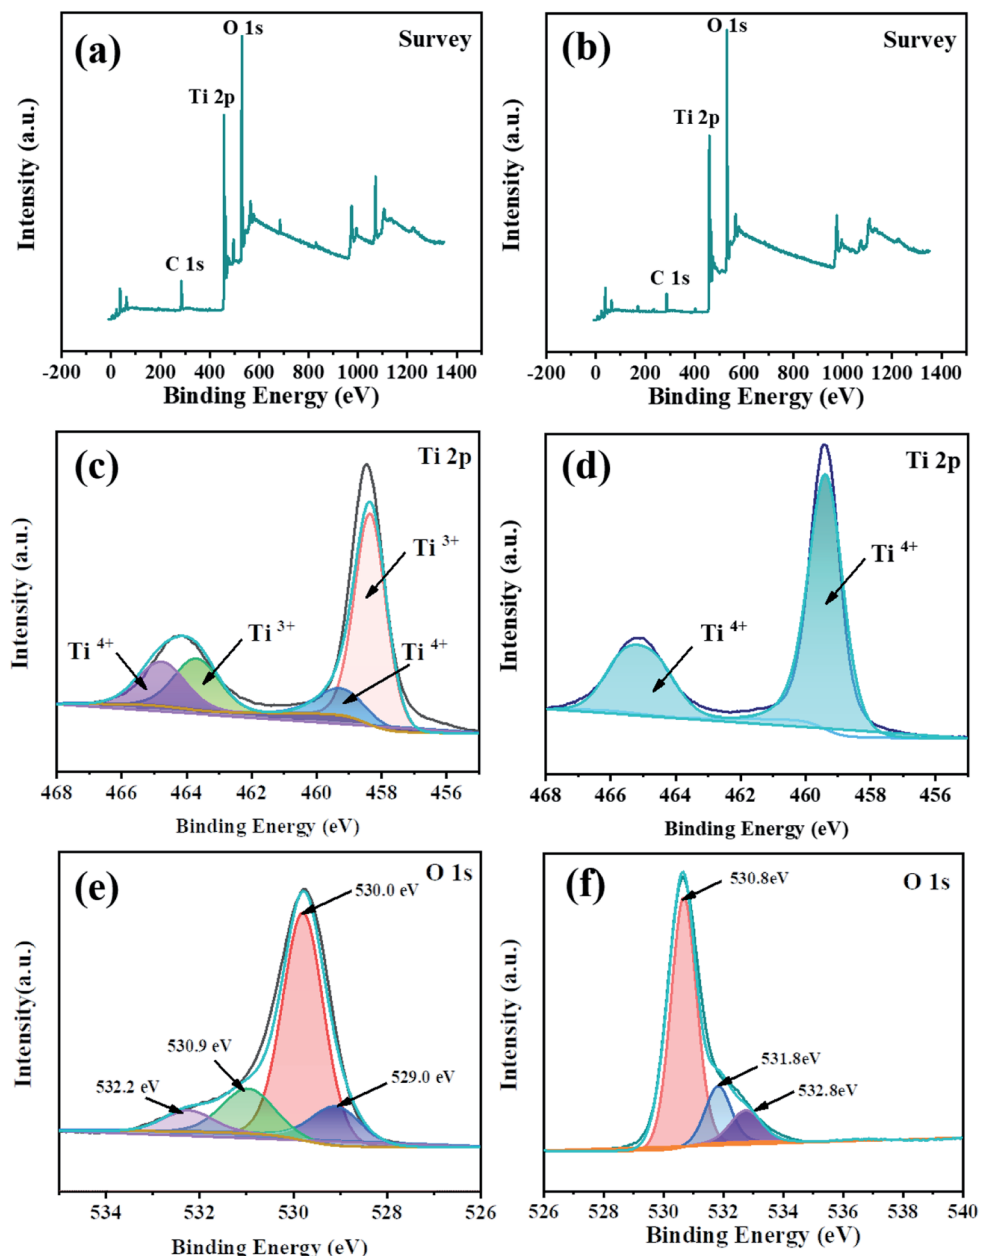 (a)
O 1s
Survey
Ti 2p
C 1s
Intensity (a.u.)
-200 0 200 400 600 800 1000 1200 1400
Binding Energy (eV)
(b)
O 1s
Survey
Ti 2p
C 1s
Intensity (a.u.)
-200 0 200 400 600 800 1000 1200 1400
Binding Energy (eV)
(c)
Ti 2p
Ti 3+
Ti 3+
Ti 4+
Ti 4+
Intensity (a.u.)
468 466 464 462 460 458 456
Binding Energy (eV)
(d)
Ti 2p
Ti 4+
Ti 4+
Intensity (a.u.)
468 466 464 462 460 458 456
Binding Energy (eV)
(e)
O 1s
530.0 eV
530.9 eV
532.2 eV
529.0 eV
Intensity(a.u.)
534 532 530 528 526
Binding Energy (eV)
(f)
O 1s
530.8eV
531.8eV
532.8eV
Intensity (a.u.)
526 528 530 532 534 536 538 540
Binding Energy (eV)